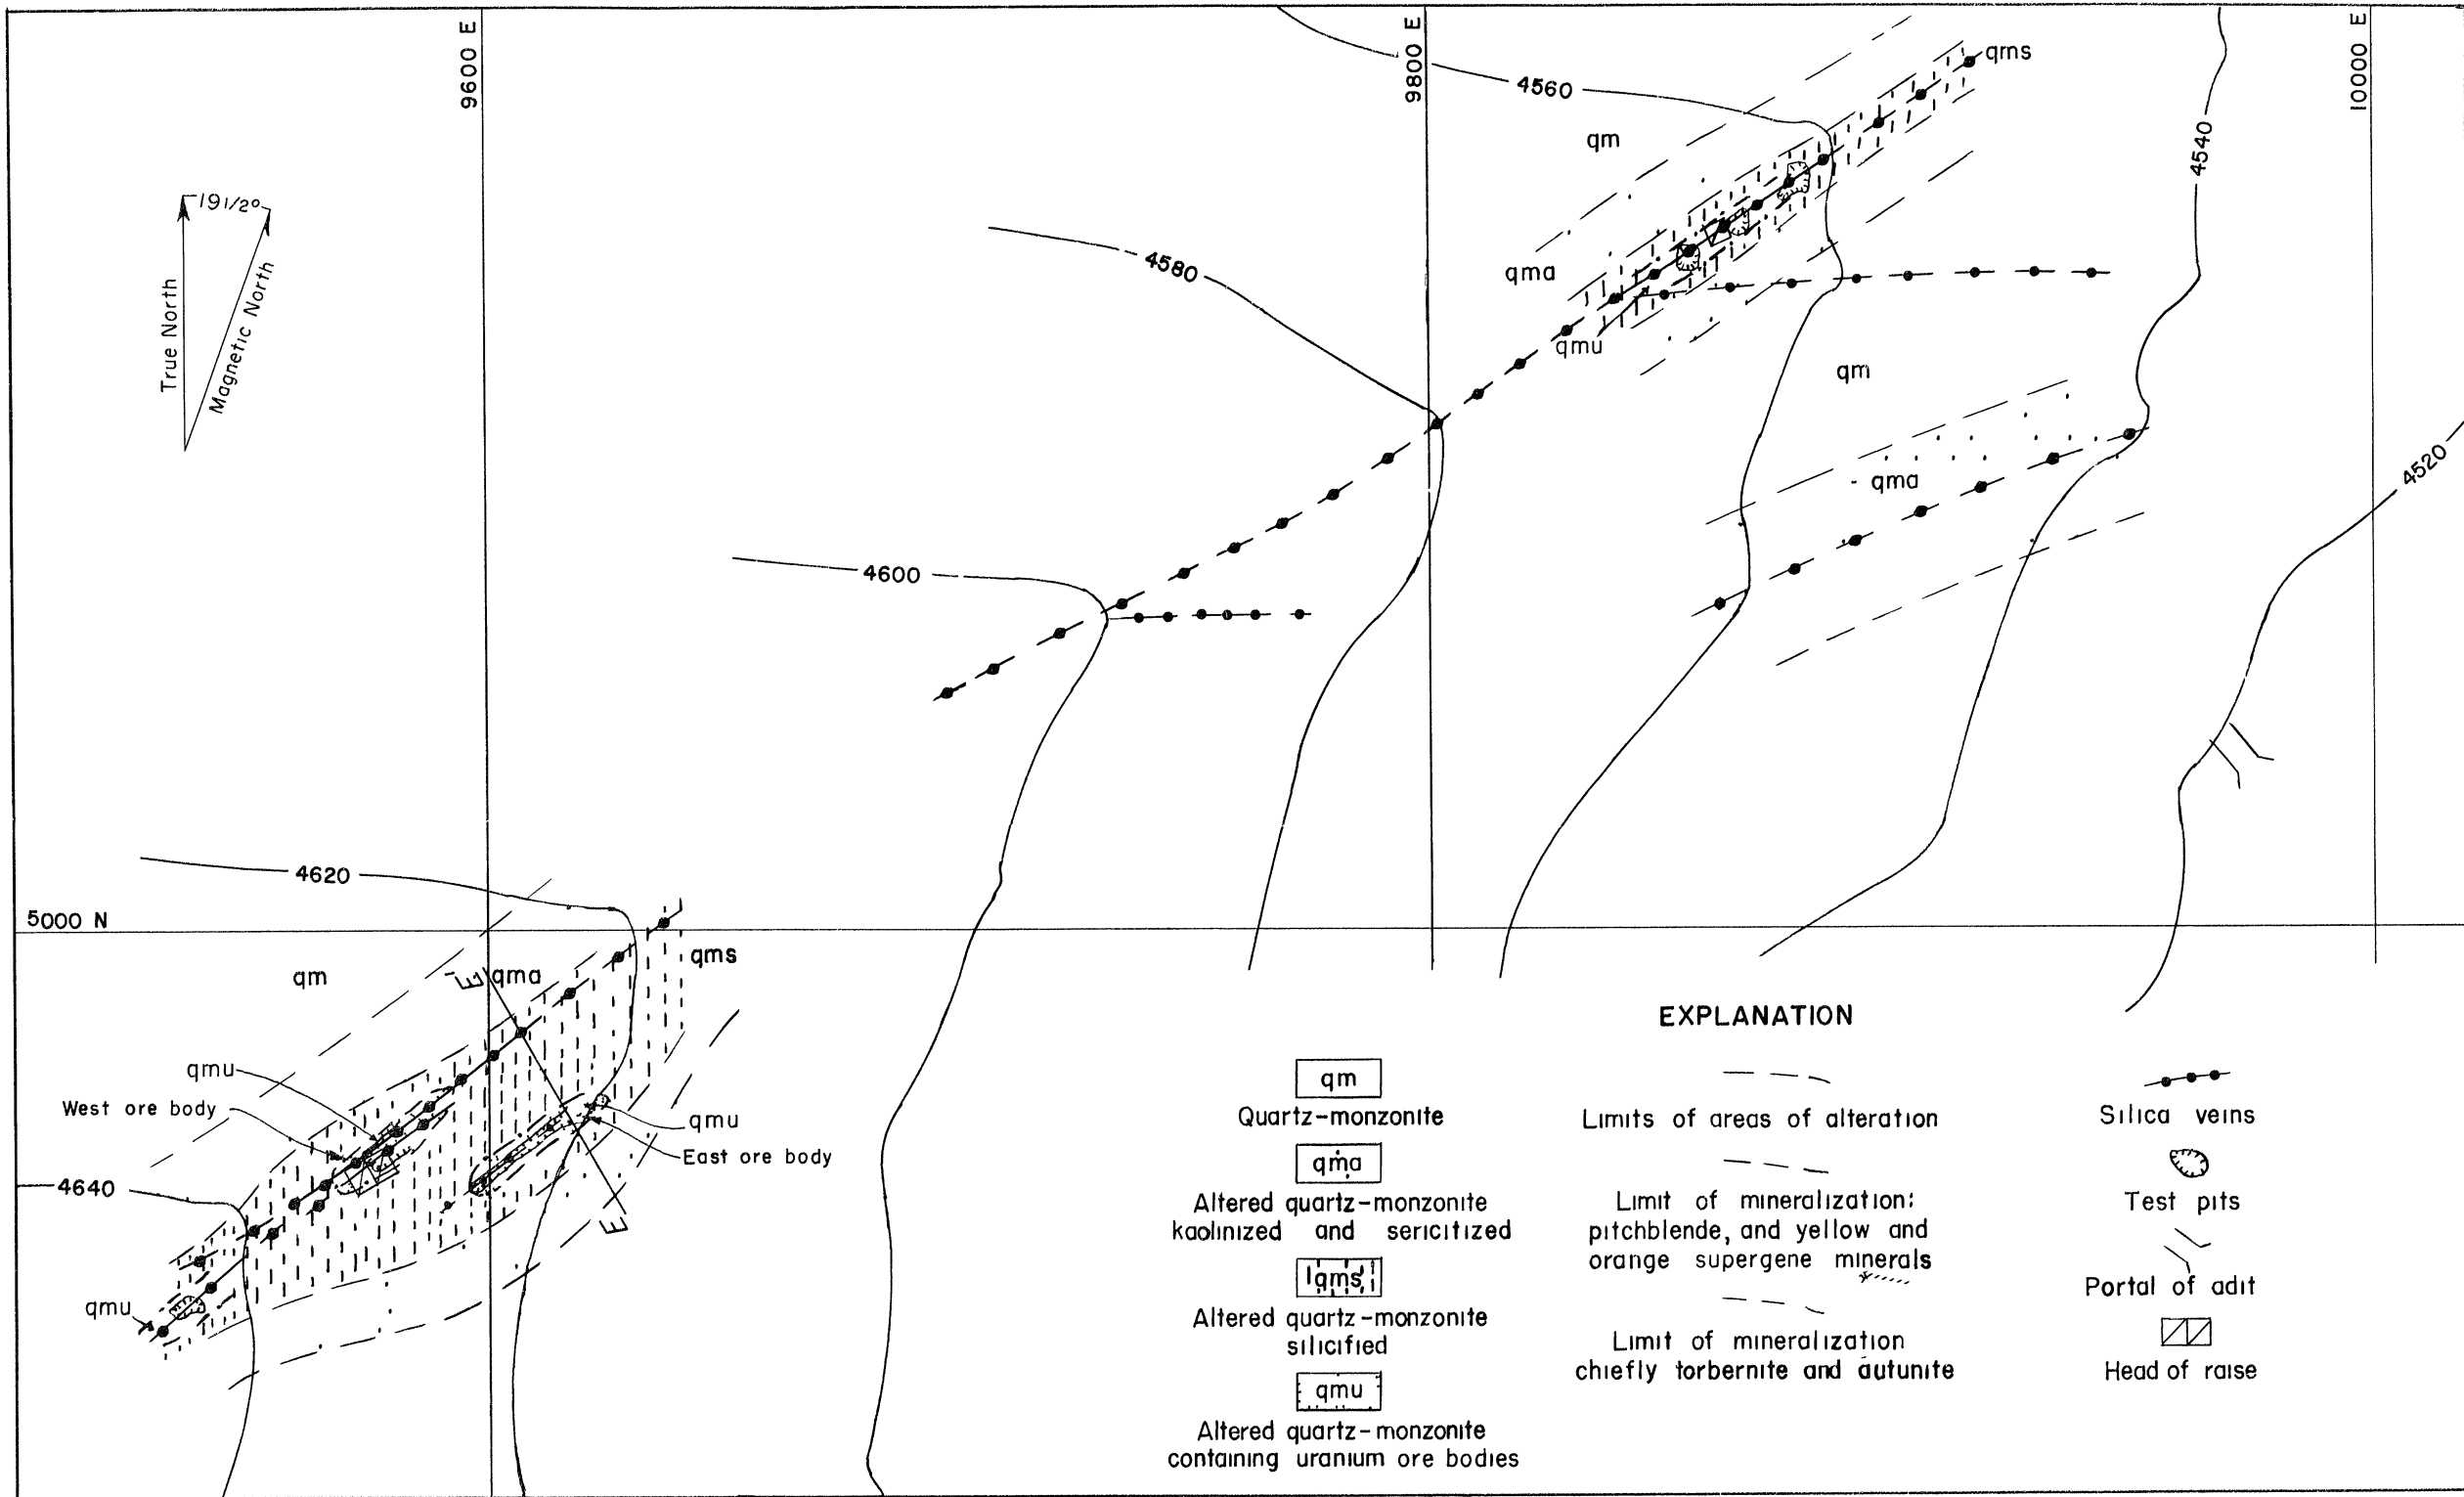 9600 E
9800 E
10000 E
qms
4560
qm
4540
19 1/2°
True North
Magnetic North
4580
qma
qmu
qm
qma
4520
4600
4620
5000 N
qm
E'
qma
qms
qmu
West ore body
qmu
East ore body
4640
E
qmu
EXPLANATION
qm
Quartz-monzonite
qma
Altered quartz-monzonite
kaolinized and sericitized
qms
Altered quartz-monzonite
silicified
qmu
Altered quartz-monzonite
containing uranium ore bodies
Limits of areas of alteration
Limit of mineralization:
pitchblende, and yellow and
orange supergene minerals
Limit of mineralization
chiefly torbernite and autunite
Silica veins
Test pits
Portal of adit
Head of raise